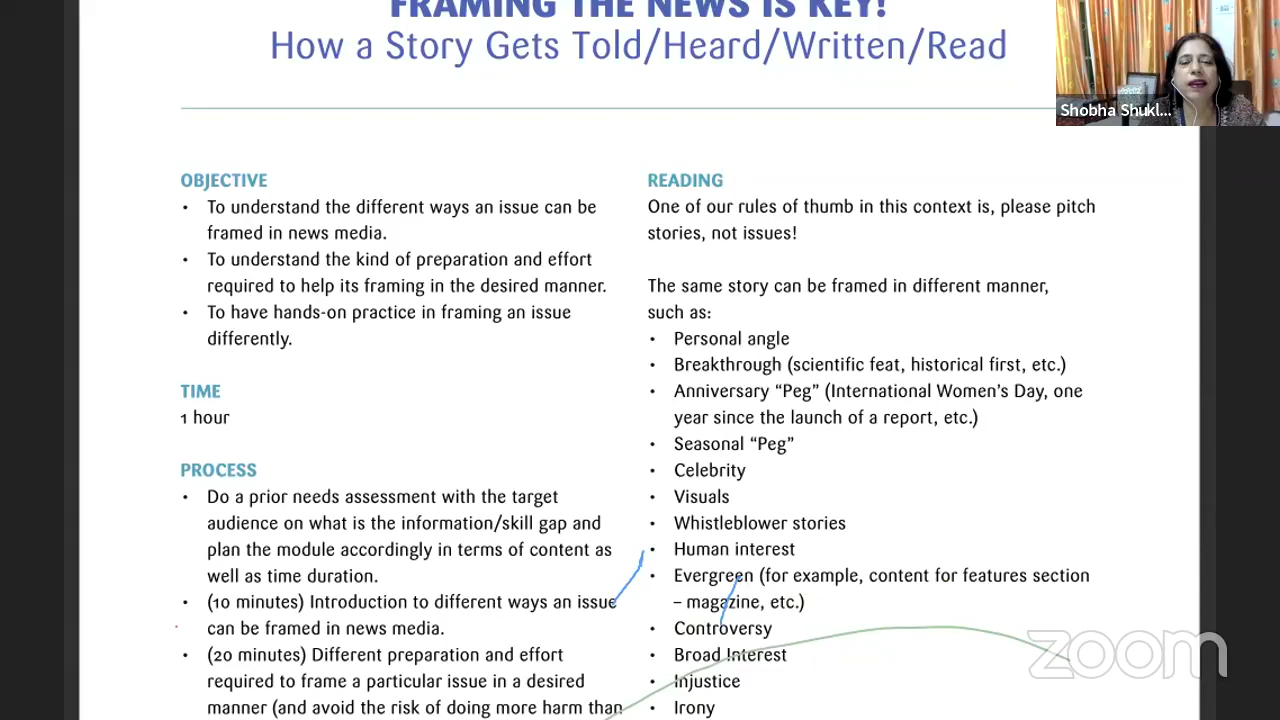 FRAMING THE NEWS IS KEY!
How a Story Gets Told/Heard/Written/Read
Shobha Shukl...
OBJECTIVE
• To understand the different ways an issue can be
framed in news media.
• To understand the kind of preparation and effort
required to help its framing in the desired manner.
• To have hands-on practice in framing an issue
differently.
TIME
1 hour
PROCESS
• Do a prior needs assessment with the target
audience on what is the information/skill gap and
plan the module accordingly in terms of content as
well as time duration.
• (10 minutes) Introduction to different ways an issue
can be framed in news media.
• (20 minutes) Different preparation and effort
required to frame a particular issue in a desired
manner (and avoid the risk of doing more harm than
READING
One of our rules of thumb in this context is, please pitch
stories, not issues!
The same story can be framed in different manner,
such as:
• Personal angle
• Breakthrough (scientific feat, historical first, etc.)
• Anniversary “Peg” (International Women’s Day, one
year since the launch of a report, etc.)
• Seasonal “Peg”
• Celebrity
• Visuals
• Whistleblower stories
• Human interest
• Evergreen (for example, content for features section
– magazine, etc.)
• Controversy
• Broad Interest
• Injustice
• Irony
zoom